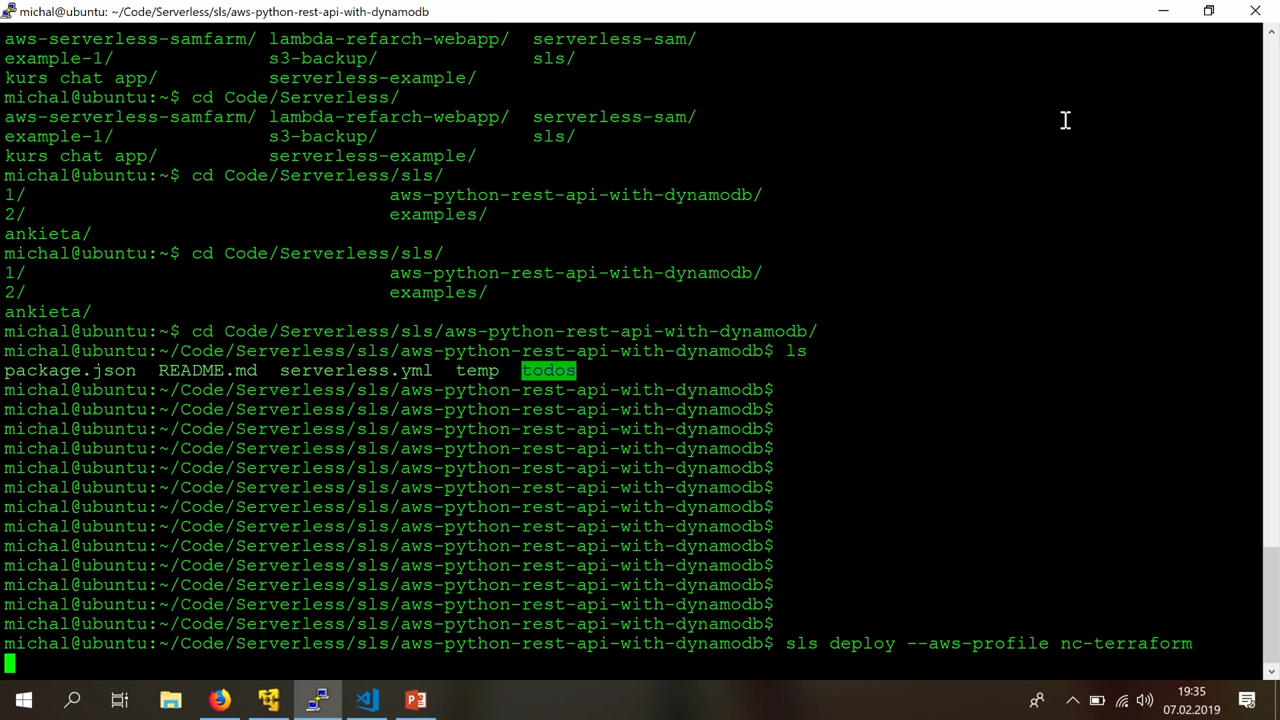 michal@ubuntu: ~/Code/Serverless/sls/aws-python-rest-api-with-dynamodb
aws-serverless-samfarm/ lambda-refarch-webapp/ serverless-sam/
example-1/ s3-backup/ sls/
kurs chat app/ serverless-example/
michal@ubuntu:~$ cd Code/Serverless/
aws-serverless-samfarm/ lambda-refarch-webapp/ serverless-sam/
example-1/ s3-backup/ sls/
kurs chat app/ serverless-example/
michal@ubuntu:~$ cd Code/Serverless/sls/
1/ aws-python-rest-api-with-dynamodb/
2/ examples/
ankieta/
michal@ubuntu:~$ cd Code/Serverless/sls/
1/ aws-python-rest-api-with-dynamodb/
2/ examples/
ankieta/
michal@ubuntu:~$ cd Code/Serverless/sls/aws-python-rest-api-with-dynamodb/
michal@ubuntu:~/Code/Serverless/sls/aws-python-rest-api-with-dynamodb$ ls
package.json README.md serverless.yml temp todos
michal@ubuntu:~/Code/Serverless/sls/aws-python-rest-api-with-dynamodb$
michal@ubuntu:~/Code/Serverless/sls/aws-python-rest-api-with-dynamodb$
michal@ubuntu:~/Code/Serverless/sls/aws-python-rest-api-with-dynamodb$
michal@ubuntu:~/Code/Serverless/sls/aws-python-rest-api-with-dynamodb$
michal@ubuntu:~/Code/Serverless/sls/aws-python-rest-api-with-dynamodb$
michal@ubuntu:~/Code/Serverless/sls/aws-python-rest-api-with-dynamodb$
michal@ubuntu:~/Code/Serverless/sls/aws-python-rest-api-with-dynamodb$
michal@ubuntu:~/Code/Serverless/sls/aws-python-rest-api-with-dynamodb$
michal@ubuntu:~/Code/Serverless/sls/aws-python-rest-api-with-dynamodb$
michal@ubuntu:~/Code/Serverless/sls/aws-python-rest-api-with-dynamodb$
michal@ubuntu:~/Code/Serverless/sls/aws-python-rest-api-with-dynamodb$
michal@ubuntu:~/Code/Serverless/sls/aws-python-rest-api-with-dynamodb$
michal@ubuntu:~/Code/Serverless/sls/aws-python-rest-api-with-dynamodb$
michal@ubuntu:~/Code/Serverless/sls/aws-python-rest-api-with-dynamodb$ sls deploy --aws-profile nc-terraform
19:35
07.02.2019